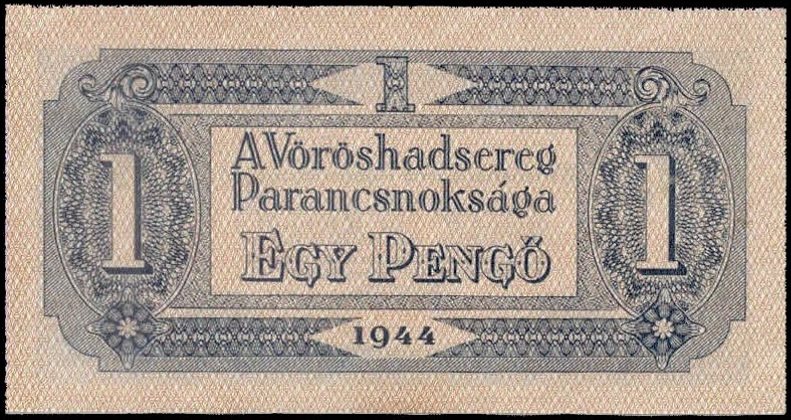 1
A Vöröshadsereg
Parancsnoksága
1 EGY PENGŐ 1
1944